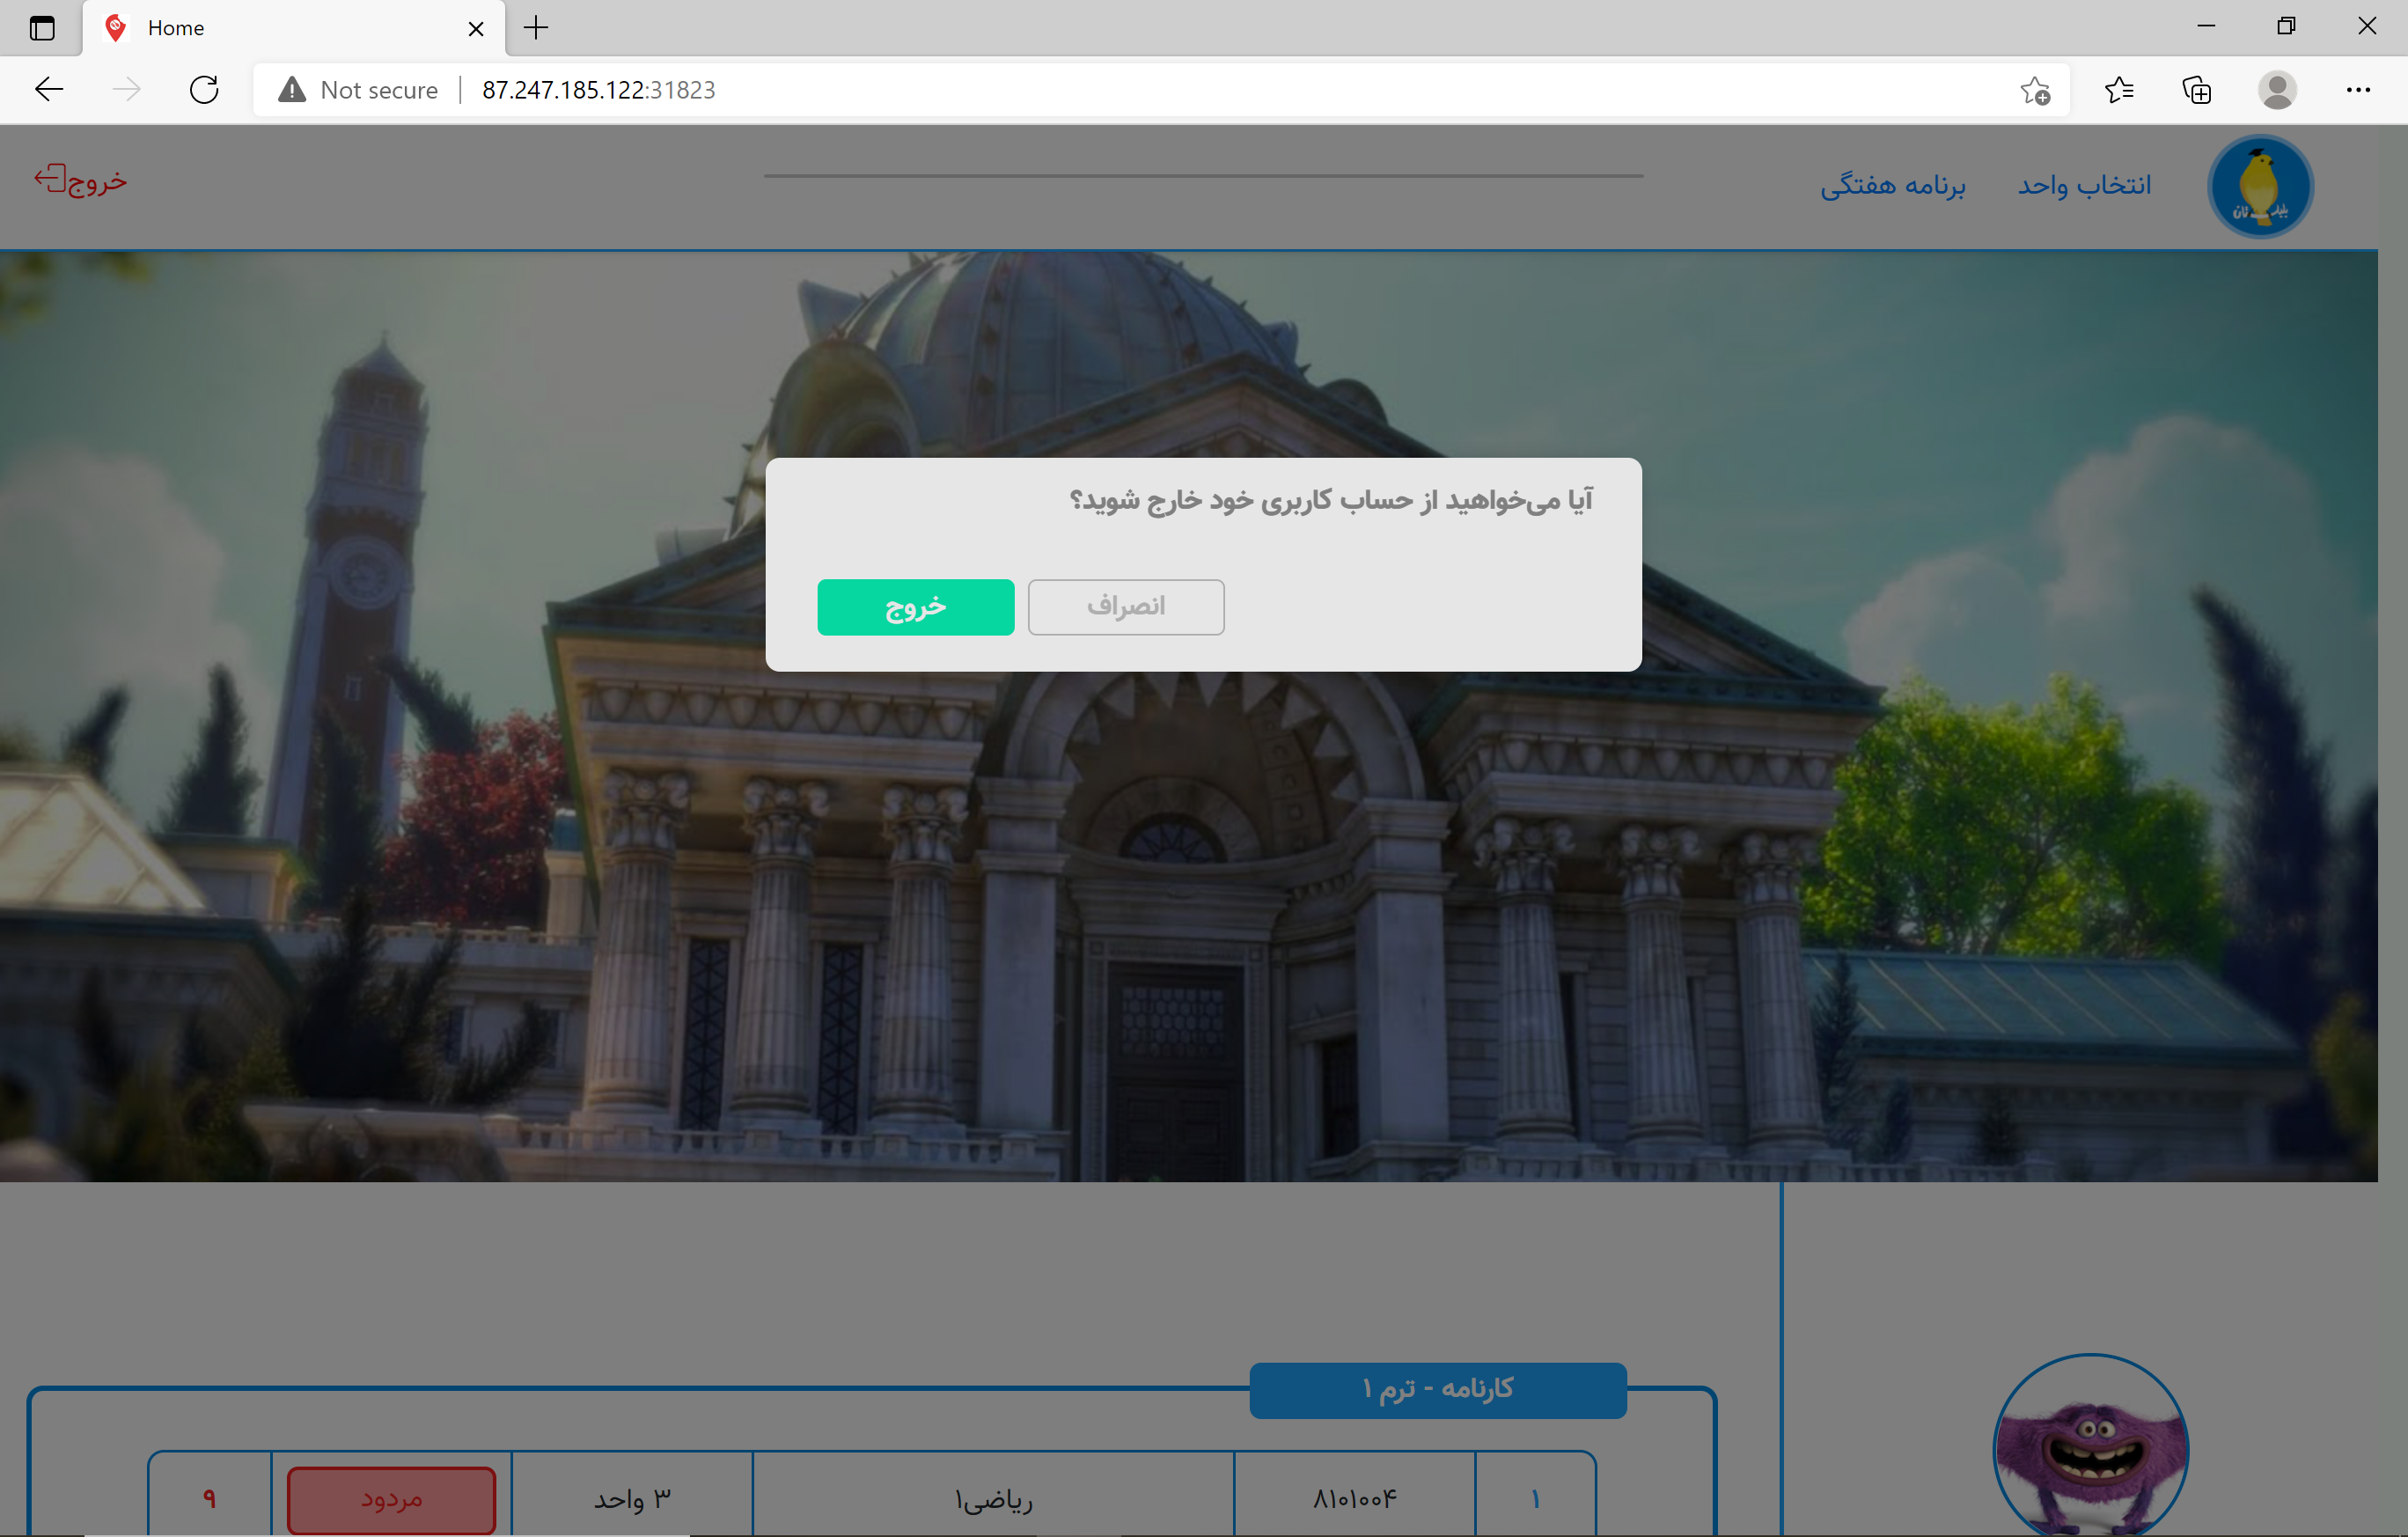 Home
Not secure
87.247.185.122:31823
بلبلستان
انتخاب واحد
برنامه هفتگی
خروج
آیا می‌خواهید از حساب کاربری خود خارج شوید؟
انصراف
خروج
کارنامه - ترم ۱
۱ ۸۱۰۱۰۰۴ ریاضی۱ ۳ واحد مردود ۹